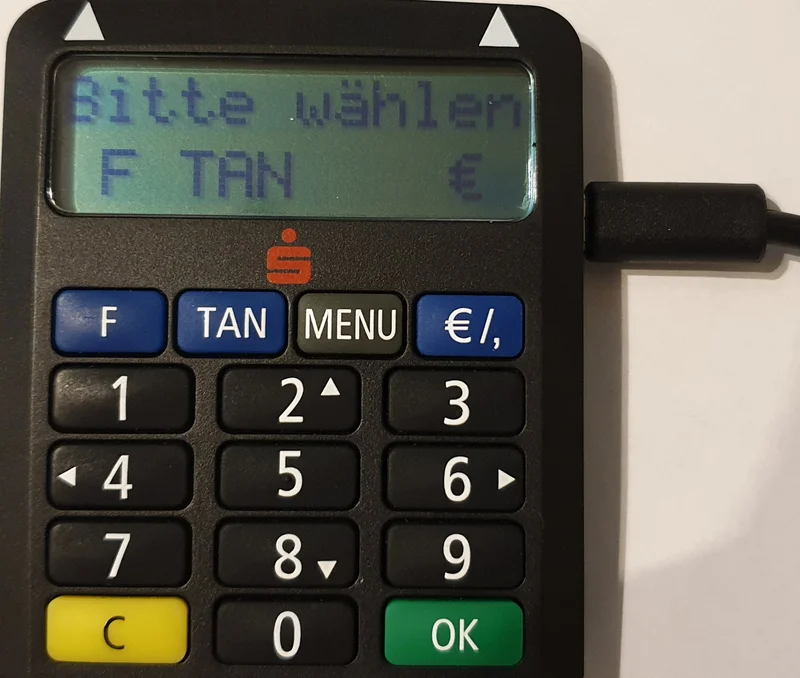 Bitte wählen
F TAN €
F TAN MENU €/,
1 2 3
4 5 6
7 8 9
C 0 OK